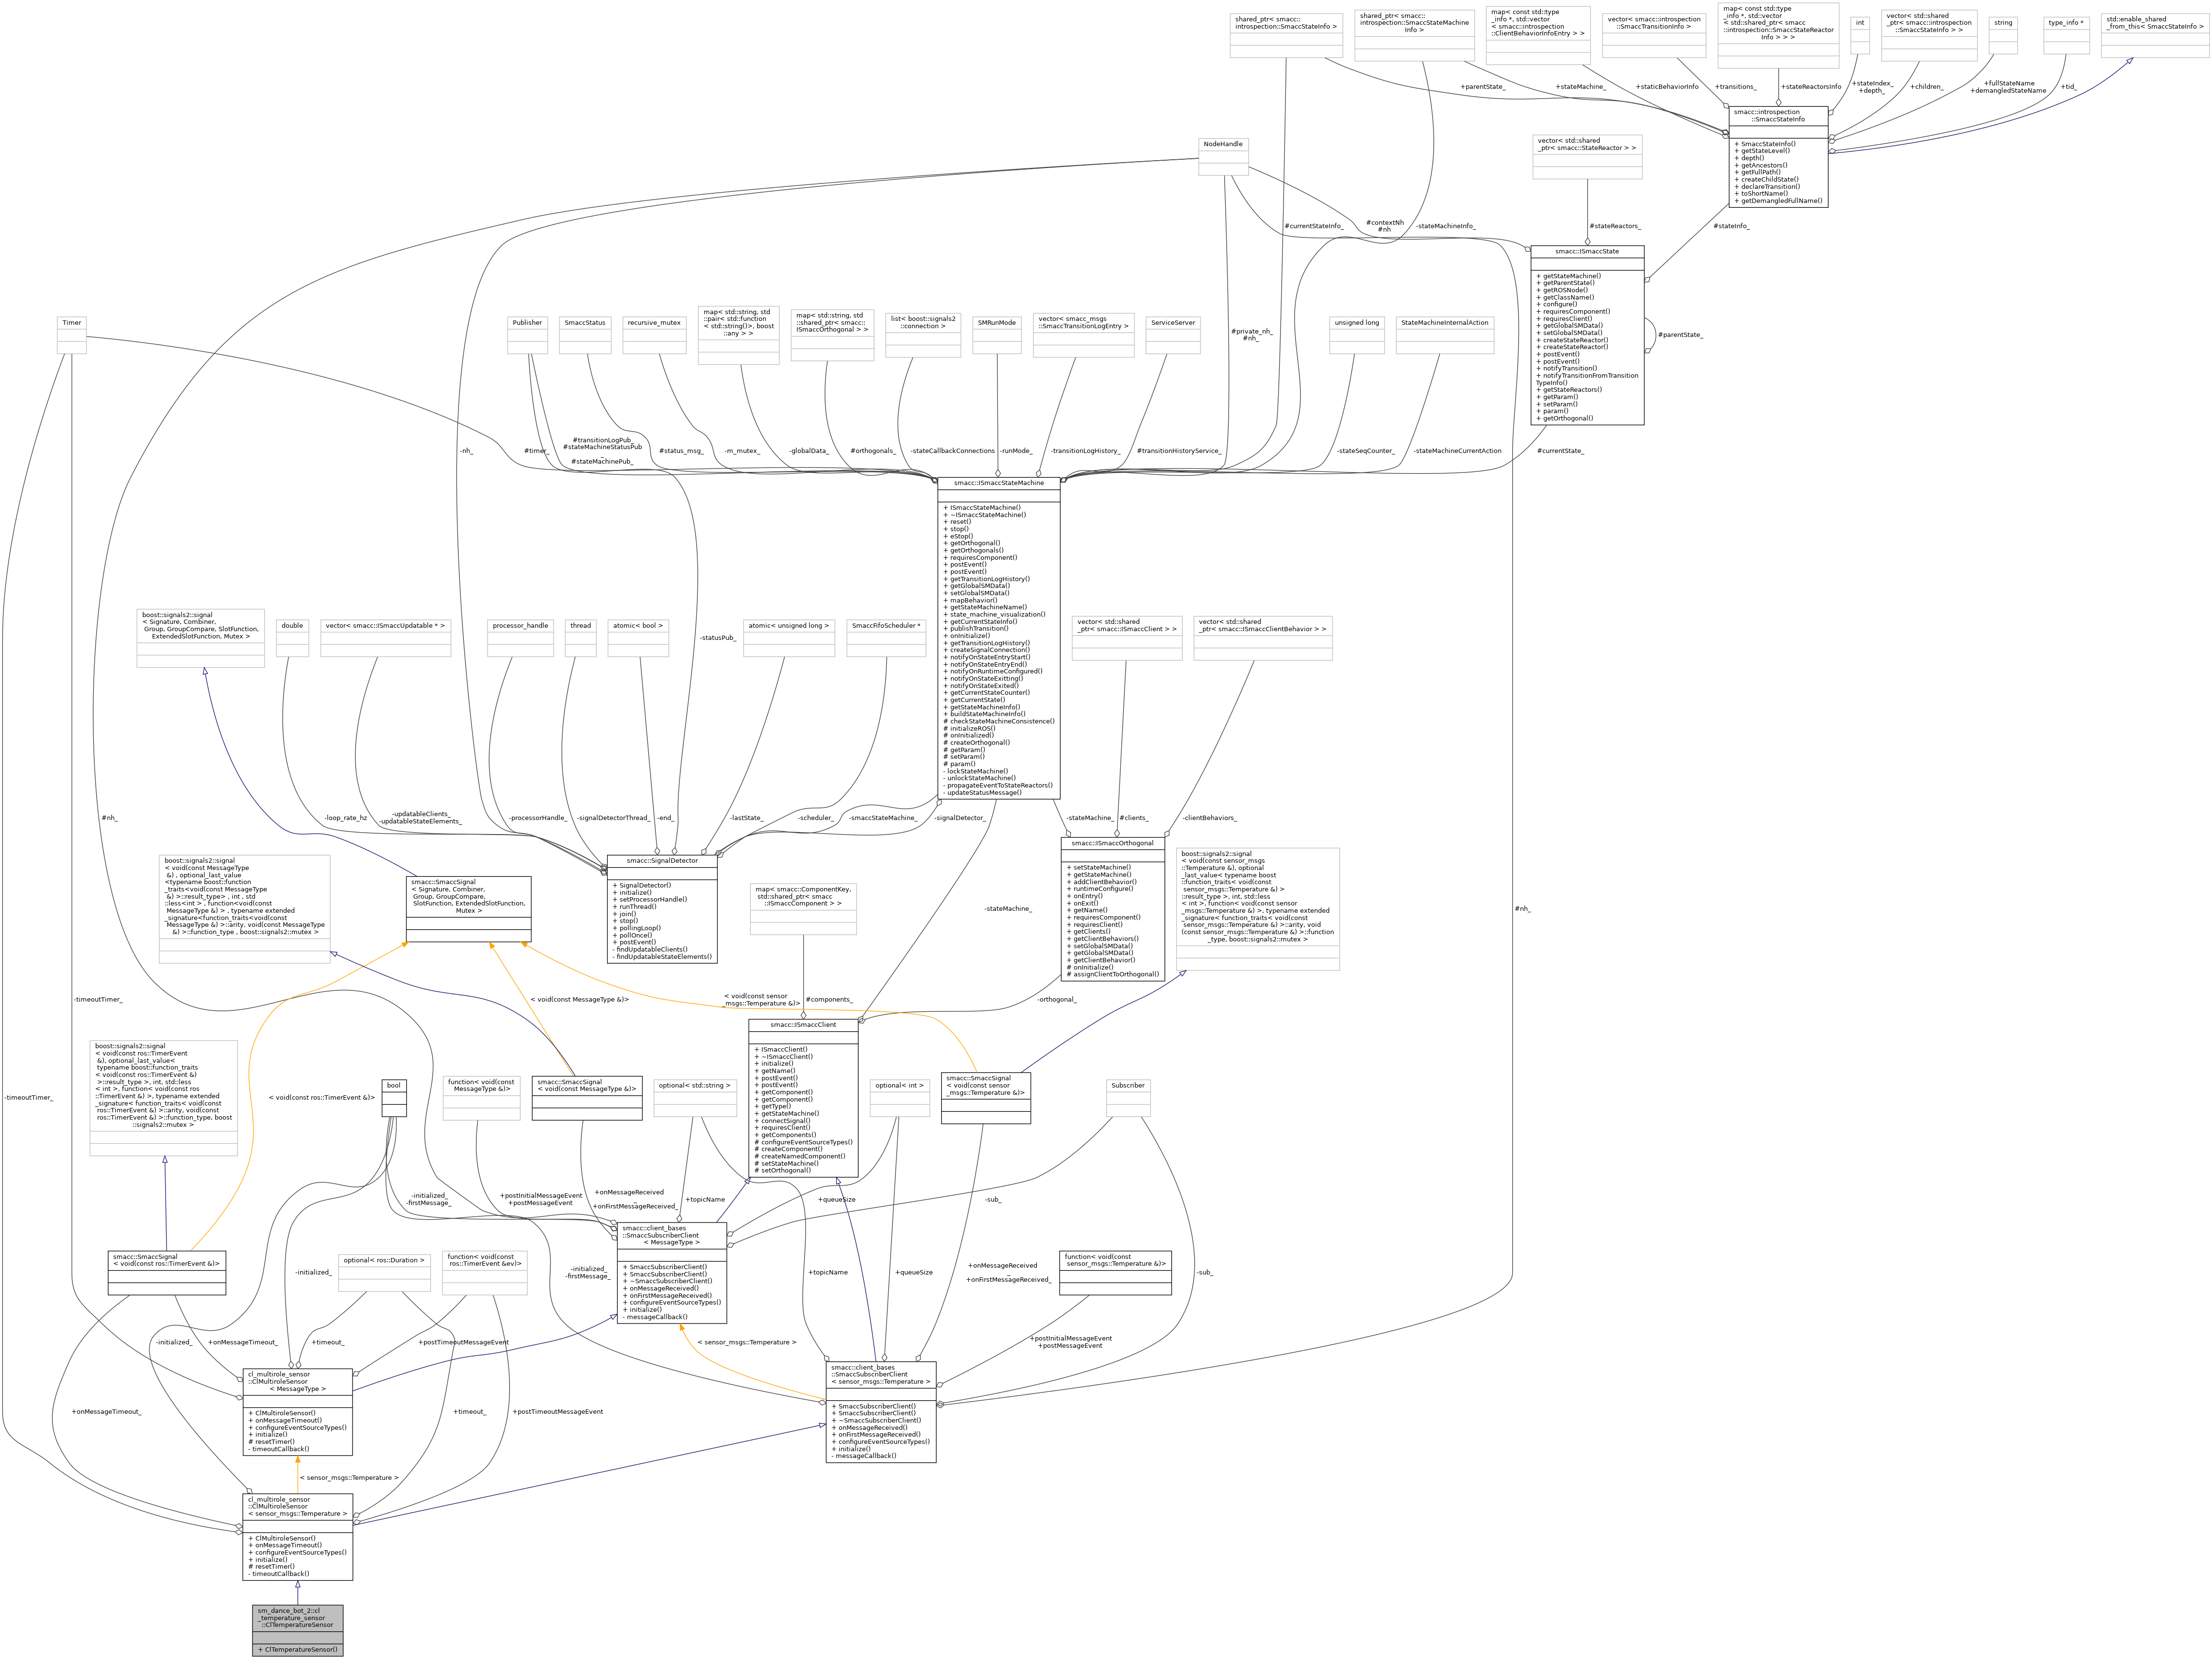 shared_ptr< smacc::
introspection::SmaccStateInfo >
shared_ptr< smacc::
introspection::SmaccStateMachine
Info >
map< const std::type
_info *, std::vector
< smacc::introspection
::ClientBehaviorInfoEntry > >
vector< smacc::introspection
::SmaccTransitionInfo >
map< const std::type
_info *, std::vector
< std::shared_ptr< smacc
::introspection::SmaccStateReactor
Info > > >
int
vector< std::shared
_ptr< smacc::introspection
::SmaccStateInfo > >
string
type_info *
std::enable_shared
_from_this< SmaccStateInfo >
+parentState_
+stateMachine_
+staticBehaviorInfo
+transitions_
+stateReactorsInfo
+stateIndex_
+depth_
+children_
+fullStateName
+demangledStateName
+tid_
smacc::introspection
::SmaccStateInfo
+ SmaccStateInfo()
+ getStateLevel()
+ depth()
+ getAncestors()
+ getFullPath()
+ createChildState()
+ declareTransition()
+ toShortName()
+ getDemangledFullName()
NodeHandle
vector< std::shared
_ptr< smacc::StateReactor > >
#currentStateInfo_
#contextNh
#nh
-stateMachineInfo_
#stateReactors_
#stateInfo_
smacc::ISmaccState
+ getStateMachine()
+ getParentState()
+ getROSNode()
+ getClassName()
+ configure()
+ requiresComponent()
+ requiresClient()
+ getGlobalSMData()
+ setGlobalSMData()
+ createStateReactor()
+ createStateReactor()
+ postEvent()
+ postEvent()
+ notifyTransition()
+ notifyTransitionFromTransition
TypeInfo()
+ getStateReactors()
+ getParam()
+ setParam()
+ param()
+ getOrthogonal()
#parentState_
Timer
Publisher
SmaccStatus
recursive_mutex
map< std::string, std
::pair< std::function
< std::string()>, boost
::any > >
map< std::string, std
::shared_ptr< smacc::
ISmaccOrthogonal > >
list< boost::signals2
::connection >
SMRunMode
vector< smacc_msgs
::SmaccTransitionLogEntry >
ServiceServer
#private_nh_
#nh_
unsigned long
StateMachineInternalAction
-nh_
#timer_
#transitionLogPub_
#stateMachineStatusPub
_
#stateMachinePub_
#status_msg_
-m_mutex_
-globalData_
#orthogonals_
-stateCallbackConnections
-runMode_
-transitionLogHistory_
#transitionHistoryService_
-stateSeqCounter_
-stateMachineCurrentAction
#currentState_
smacc::ISmaccStateMachine
+ ISmaccStateMachine()
+ ~ISmaccStateMachine()
+ reset()
+ stop()
+ eStop()
+ getOrthogonal()
+ getOrthogonals()
+ requiresComponent()
+ postEvent()
+ postEvent()
+ getTransitionLogHistory()
+ getGlobalSMData()
+ setGlobalSMData()
+ mapBehavior()
+ getStateMachineName()
+ state_machine_visualization()
+ getCurrentStateInfo()
+ publishTransition()
+ onInitialize()
+ getTransitionLogHistory()
+ createSignalConnection()
+ notifyOnStateEntryStart()
+ notifyOnStateEntryEnd()
+ notifyOnRuntimeConfigured()
+ notifyOnStateExitting()
+ notifyOnStateExited()
+ getCurrentStateCounter()
+ getCurrentState()
+ getStateMachineInfo()
+ buildStateMachineInfo()
# checkStateMachineConsistence()
# initializeROS()
# onInitialized()
# createOrthogonal()
# getParam()
# setParam()
# param()
- lockStateMachine()
- unlockStateMachine()
- propagateEventToStateReactors()
- updateStatusMessage()
boost::signals2::signal
< Signature, Combiner,
Group, GroupCompare, SlotFunction,
ExtendedSlotFunction, Mutex >
double
vector< smacc::ISmaccUpdatable * >
processor_handle
thread
atomic< bool >
-statusPub_
atomic< unsigned long >
SmaccFifoScheduler *
vector< std::shared
_ptr< smacc::ISmaccClient > >
vector< std::shared
_ptr< smacc::ISmaccClientBehavior > >
#nh_
-loop_rate_hz
-updatableClients_
-updatableStateElements_
-processorHandle_
-signalDetectorThread_
-end_
-lastState_
-scheduler_
-smaccStateMachine_
-signalDetector_
-stateMachine_
#clients_
-clientBehaviors_
smacc::SignalDetector
+ SignalDetector()
+ initialize()
+ setProcessorHandle()
+ runThread()
+ join()
+ stop()
+ pollingLoop()
+ pollOnce()
+ postEvent()
- findUpdatableClients()
- findUpdatableStateElements()
smacc::ISmaccOrthogonal
+ setStateMachine()
+ getStateMachine()
+ addClientBehavior()
+ runtimeConfigure()
+ onEntry()
+ onExit()
+ getName()
+ requiresComponent()
+ requiresClient()
+ getClients()
+ getClientBehaviors()
+ setGlobalSMData()
+ getGlobalSMData()
+ getClientBehavior()
# onInitialize()
# assignClientToOrthogonal()
boost::signals2::signal
< void(const MessageType
&) , optional_last_value
<typename boost::function
_traits<void(const MessageType
&) >::result_type> , int , std
::less<int > , function<void(const
MessageType &) > , typename extended
_signature<function_traits<void(const
MessageType &) >::arity, void(const MessageType
&) >::function_type , boost::signals2::mutex >
smacc::SmaccSignal
< Signature, Combiner,
Group, GroupCompare,
SlotFunction, ExtendedSlotFunction,
Mutex >
map< smacc::ComponentKey,
std::shared_ptr< smacc
::ISmaccComponent > >
boost::signals2::signal
< void(const sensor_msgs
::Temperature &), optional
_last_value< typename boost
::function_traits< void(const
sensor_msgs::Temperature &) >
::result_type >, int, std::less
< int >, function< void(const sensor
_msgs::Temperature &) >, typename extended
_signature< function_traits< void(const
sensor_msgs::Temperature &) >::arity, void
(const sensor_msgs::Temperature &) >::function
_type, boost::signals2::mutex >
-stateMachine_
#nh_
-timeoutTimer_
< void(const MessageType &)>
< void(const sensor
_msgs::Temperature &)>
#components_
-orthogonal_
smacc::ISmaccClient
+ ISmaccClient()
+ ~ISmaccClient()
+ initialize()
+ getName()
+ postEvent()
+ postEvent()
+ getComponent()
+ getComponent()
+ getType()
+ getStateMachine()
+ connectSignal()
+ requiresClient()
+ getComponents()
# configureEventSourceTypes()
# createComponent()
# createNamedComponent()
# setStateMachine()
# setOrthogonal()
boost::signals2::signal
< void(const ros::TimerEvent
&), optional_last_value<
typename boost::function_traits
< void(const ros::TimerEvent &)
>::result_type >, int, std::less
< int >, function< void(const ros
::TimerEvent &) >, typename extended
_signature< function_traits< void(const
ros::TimerEvent &) >::arity, void(const
ros::TimerEvent &) >::function_type, boost
::signals2::mutex >
-timeoutTimer_
< void(const ros::TimerEvent &)>
bool
function< void(const
MessageType &)>
smacc::SmaccSignal
< void(const MessageType &)>
optional< std::string >
optional< int >
smacc::SmaccSignal
< void(const sensor
_msgs::Temperature &)>
Subscriber
-initialized_
-firstMessage_
+postInitialMessageEvent
+postMessageEvent
+onMessageReceived
_
+onFirstMessageReceived_
+topicName
+queueSize
-sub_
smacc::client_bases
::SmaccSubscriberClient
< MessageType >
+ SmaccSubscriberClient()
+ SmaccSubscriberClient()
+ ~SmaccSubscriberClient()
+ onMessageReceived()
+ onFirstMessageReceived()
+ configureEventSourceTypes()
+ initialize()
- messageCallback()
smacc::SmaccSignal
< void(const ros::TimerEvent &)>
-initialized_
optional< ros::Duration >
function< void(const
ros::TimerEvent &ev)>
-initialized_
-firstMessage_
+topicName
+queueSize
+onMessageReceived
_
+onFirstMessageReceived_
function< void(const
sensor_msgs::Temperature &)>
-sub_
-initialized_
+onMessageTimeout_
+timeout_
+postTimeoutMessageEvent
< sensor_msgs::Temperature >
+postInitialMessageEvent
+postMessageEvent
cl_multirole_sensor
::ClMultiroleSensor
< MessageType >
+ ClMultiroleSensor()
+ onMessageTimeout()
+ configureEventSourceTypes()
+ initialize()
# resetTimer()
- timeoutCallback()
smacc::client_bases
::SmaccSubscriberClient
< sensor_msgs::Temperature >
+ SmaccSubscriberClient()
+ SmaccSubscriberClient()
+ ~SmaccSubscriberClient()
+ onMessageReceived()
+ onFirstMessageReceived()
+ configureEventSourceTypes()
+ initialize()
- messageCallback()
+onMessageTimeout_
+timeout_
+postTimeoutMessageEvent
< sensor_msgs::Temperature >
cl_multirole_sensor
::ClMultiroleSensor
< sensor_msgs::Temperature >
+ ClMultiroleSensor()
+ onMessageTimeout()
+ configureEventSourceTypes()
+ initialize()
# resetTimer()
- timeoutCallback()
sm_dance_bot_2::cl
_temperature_sensor
::ClTemperatureSensor
+ ClTemperatureSensor()